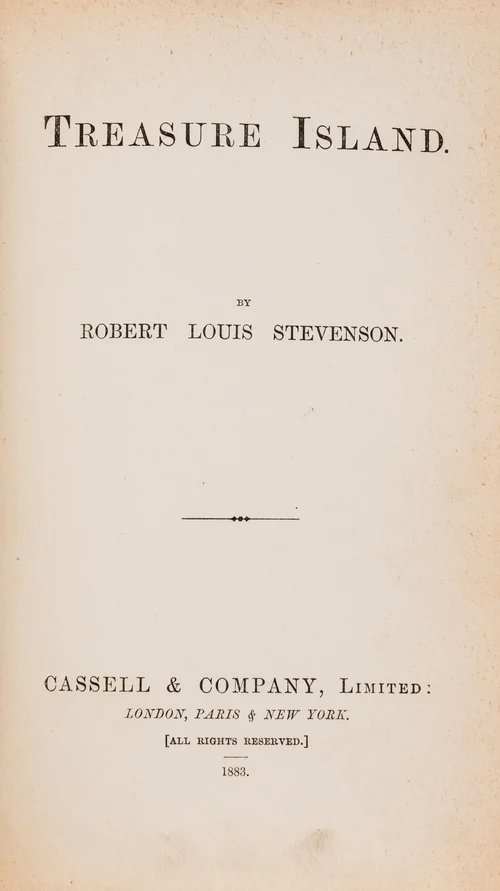 TREASURE ISLAND.
BY
ROBERT LOUIS STEVENSON.
CASSELL & COMPANY, LIMITED:
LONDON, PARIS & NEW YORK.
[ALL RIGHTS RESERVED.]
1883.